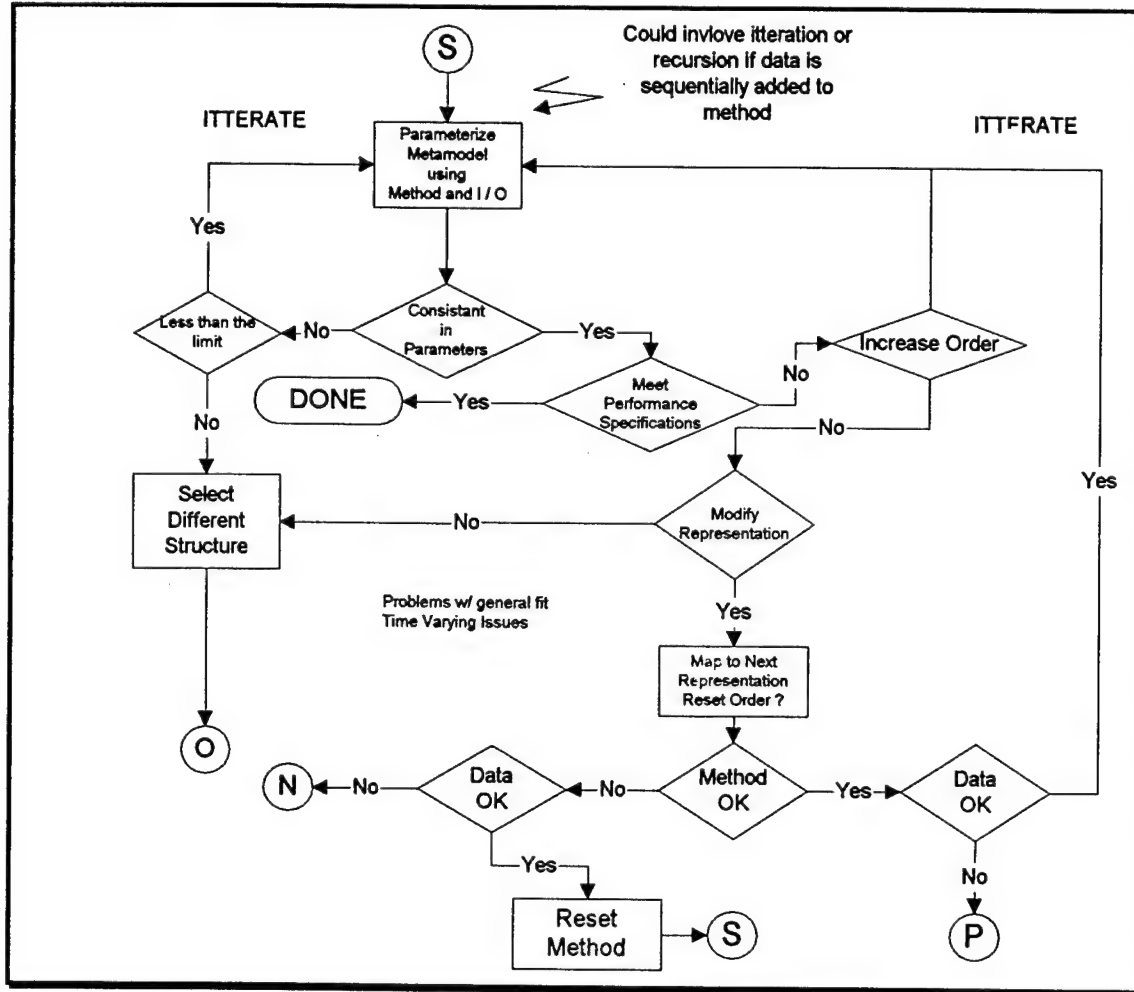 S
Could invlove itteration or
recursion if data is
sequentially added to
method
ITTERATE
ITTERATE
Parameterize
Metamodel
using
Method and I / O
Yes
Less than the
limit
No
Consistant
in
Parameters
Yes
Increase Order
No
Meet
Performance
Specifications
Yes
DONE
No
No
Yes
Select
Different
Structure
No
Modify
Representation
Problems w/ general fit
Time Varying Issues
Yes
Map to Next
Representation
Reset Order ?
O
N
No
Data
OK
No
Method
OK
Yes
Data
OK
Yes
No
Reset
Method
S
P